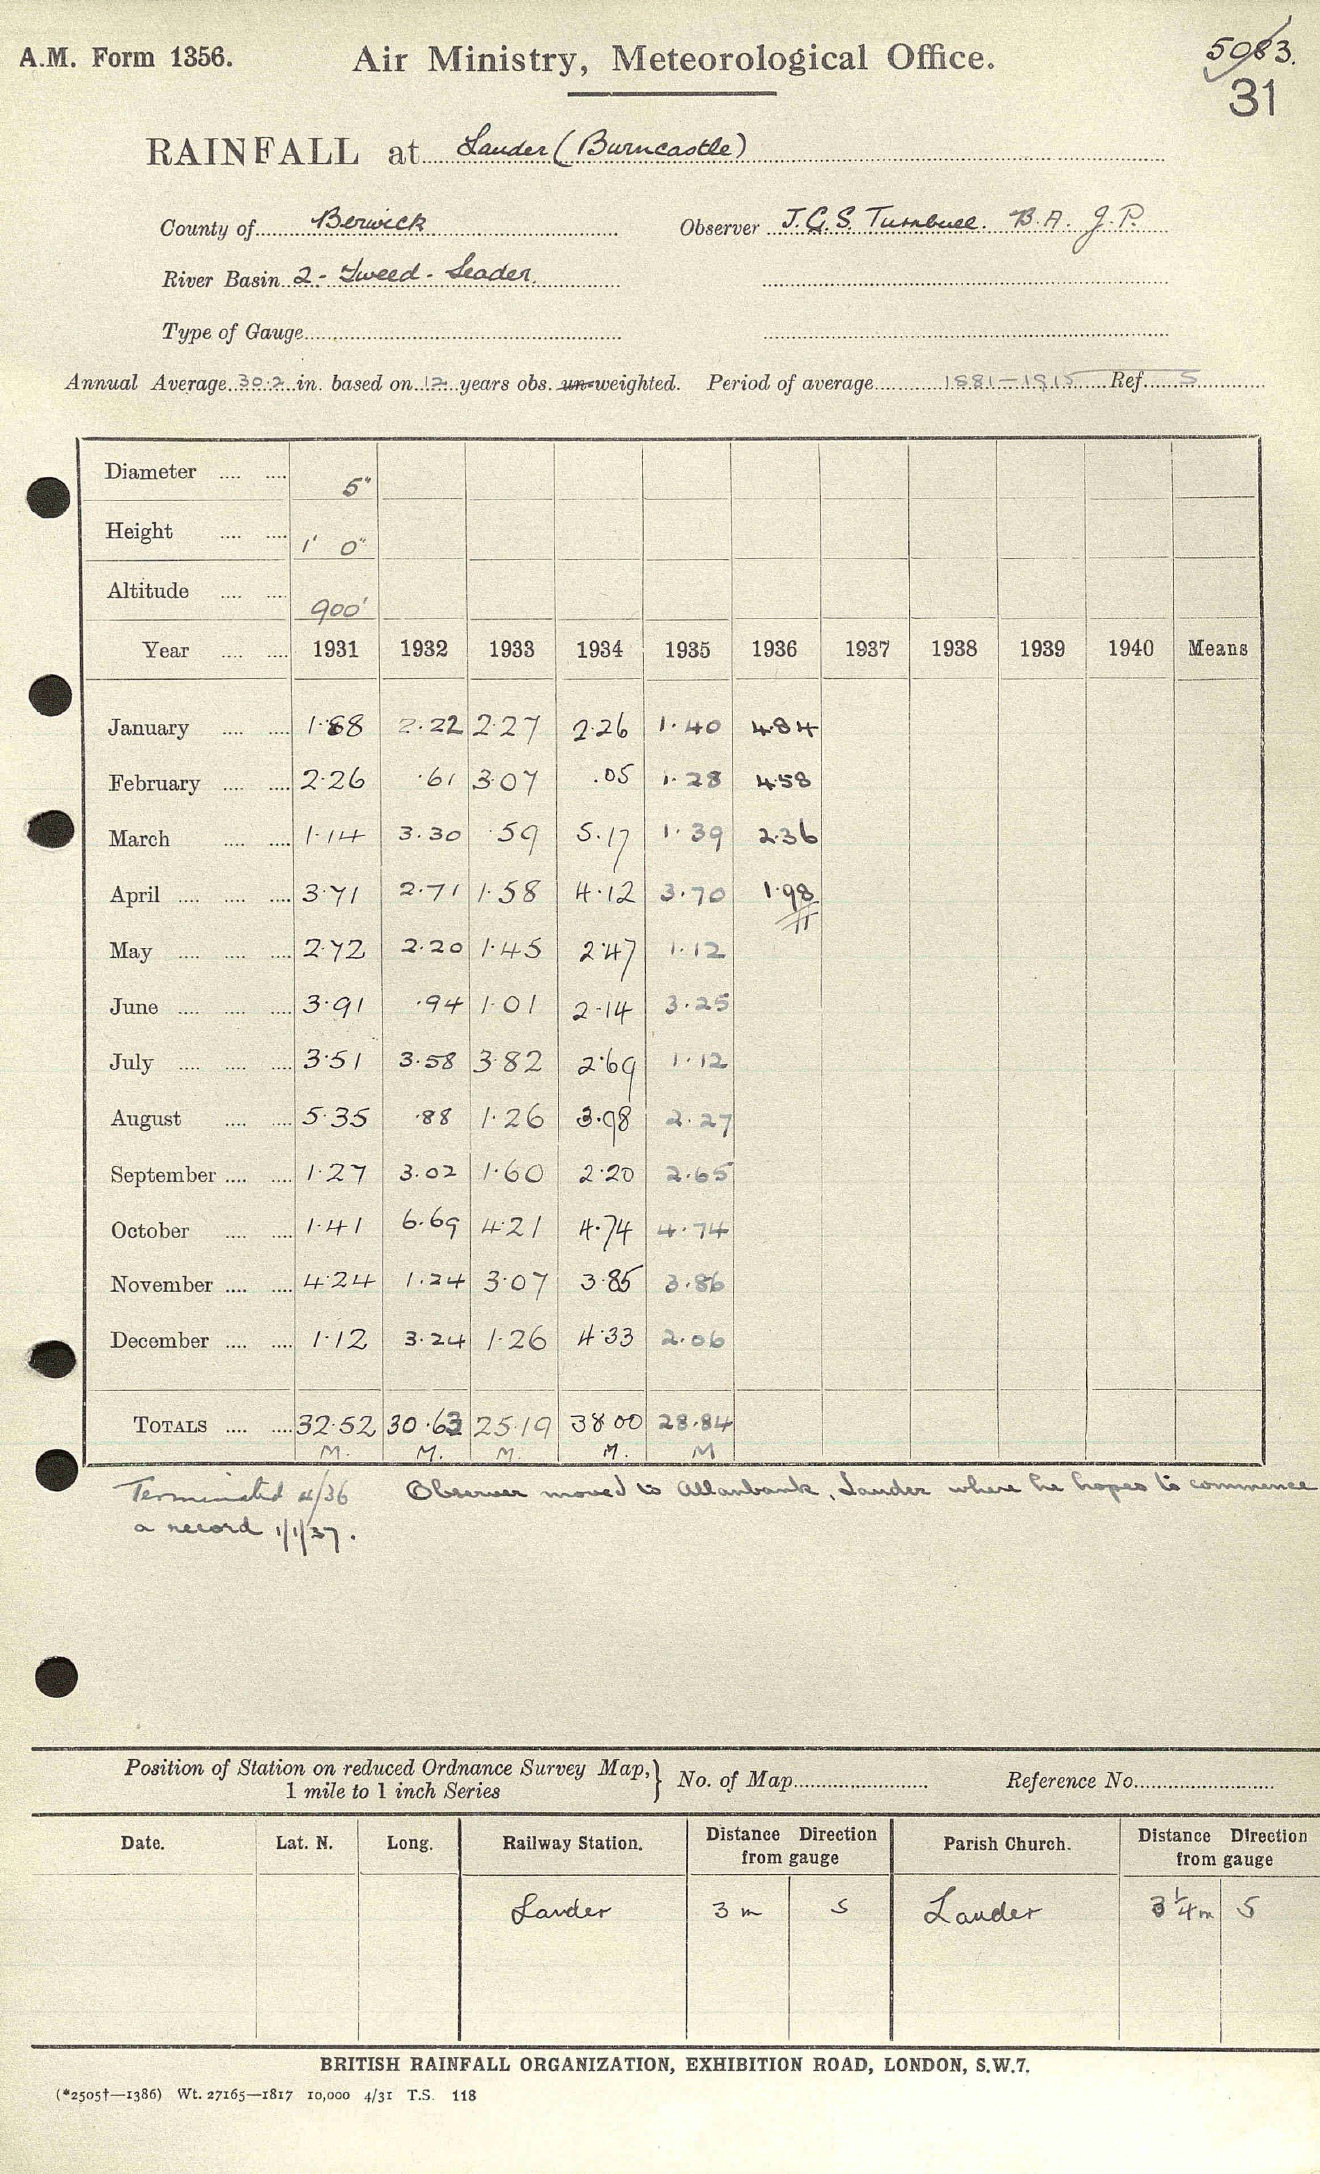 A.M. Form 1356.
Air Ministry, Meteorological Office.
5083.
31
RAINFALL at Lauder (Burncastle)
County of Berwick Observer J.G.S. Turnbull. B.A. J.P.
River Basin 2 - Tweed - Leader.
Type of Gauge
Annual Average 30.2 in. based on 12 years obs. un-weighted. Period of average 1881-1915 Ref. S
Diameter 5"
Height 1' 0"
Altitude 900'
Year 1931 1932 1933 1934 1935 1936 1937 1938 1939 1940 Means
January 1.88 2.22 2.27 2.26 1.40 4.84
February 2.26 .61 3.07 .05 1.28 4.58
March 1.14 3.30 .59 5.17 1.39 2.36
April 3.71 2.71 1.58 4.12 3.70 1.98
May 2.72 2.20 1.45 2.47 1.12
June 3.91 .94 1.01 2.14 3.25
July 3.51 3.58 3.82 2.69 1.12
August 5.35 .88 1.26 3.98 2.27
September 1.27 3.02 1.60 2.20 2.65
October 1.41 6.69 4.21 4.74 4.74
November 4.24 1.24 3.07 3.85 3.86
December 1.12 3.24 1.26 4.33 2.06
TOTALS 32.52 30.63 25.19 38.00 28.84
M. M. M. M. M
Terminated 4/36 Observer moved to Allanbank, Lauder where he hopes to commence
a record 1/1/37.
Position of Station on reduced Ordnance Survey Map, } No. of Map Reference No.
1 mile to 1 inch Series
Date. Lat. N. Long. Railway Station. Distance Direction from gauge Parish Church. Distance Direction from gauge
Lauder 3 m S Lauder 3¼ m S
BRITISH RAINFALL ORGANIZATION, EXHIBITION ROAD, LONDON, S.W.7.
(*2505†—1386) Wt. 27165—1817 10,000 4/31 T.S. 118